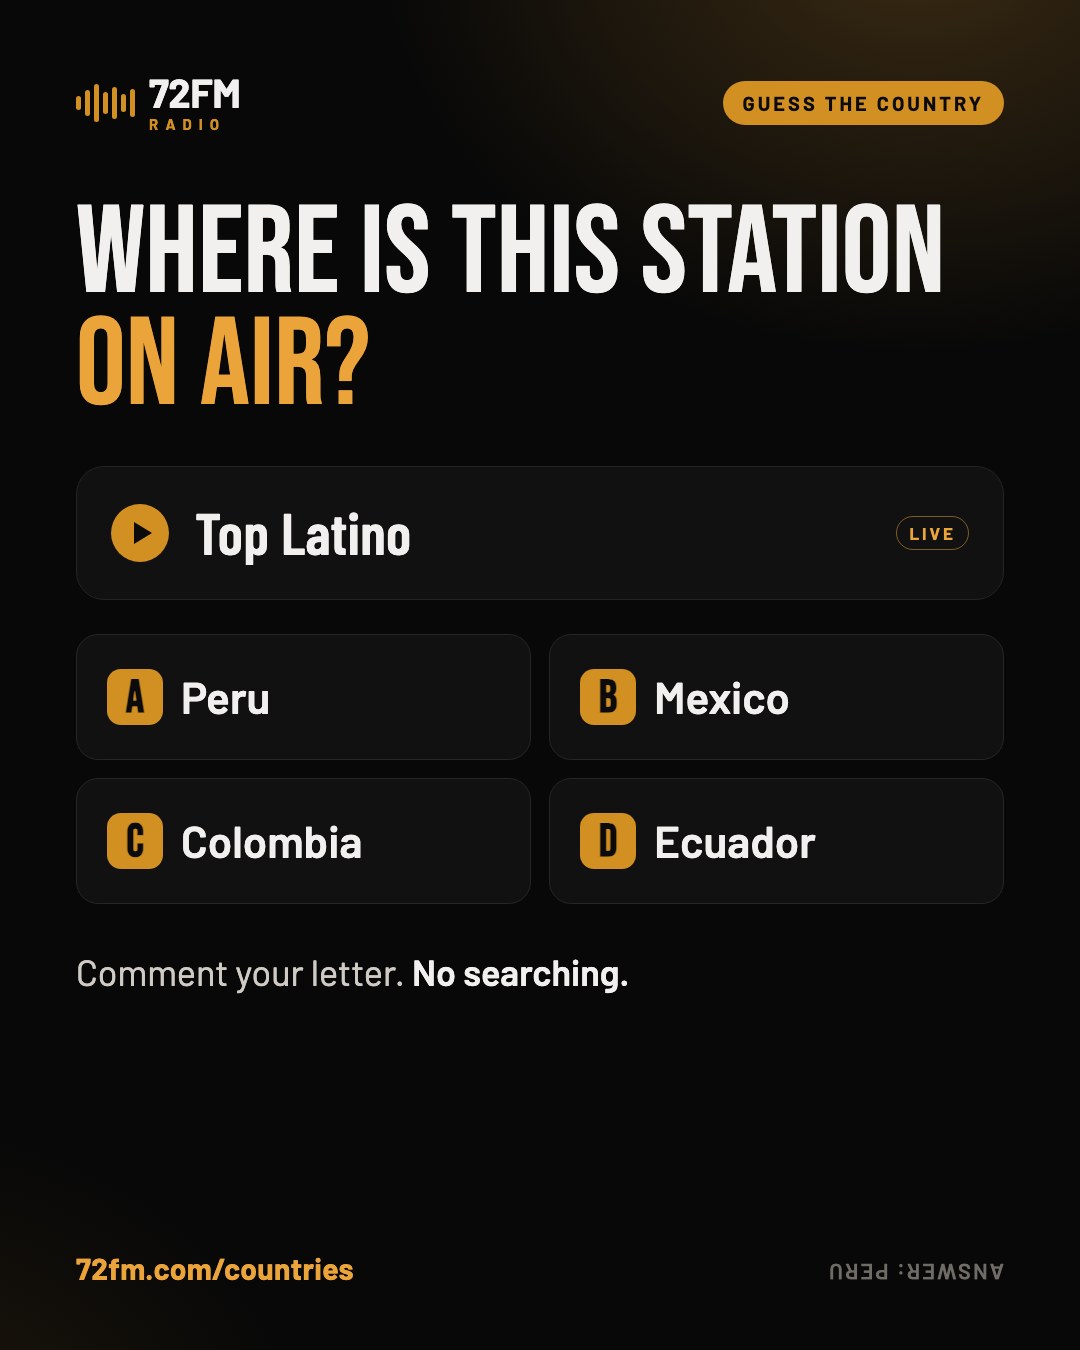 72FM
RADIO
GUESS THE COUNTRY
WHERE IS THIS STATION
ON AIR?
Top Latino
LIVE
A Peru
B Mexico
C Colombia
D Ecuador
Comment your letter. No searching.
72fm.com/countries
ANSWER: PERU